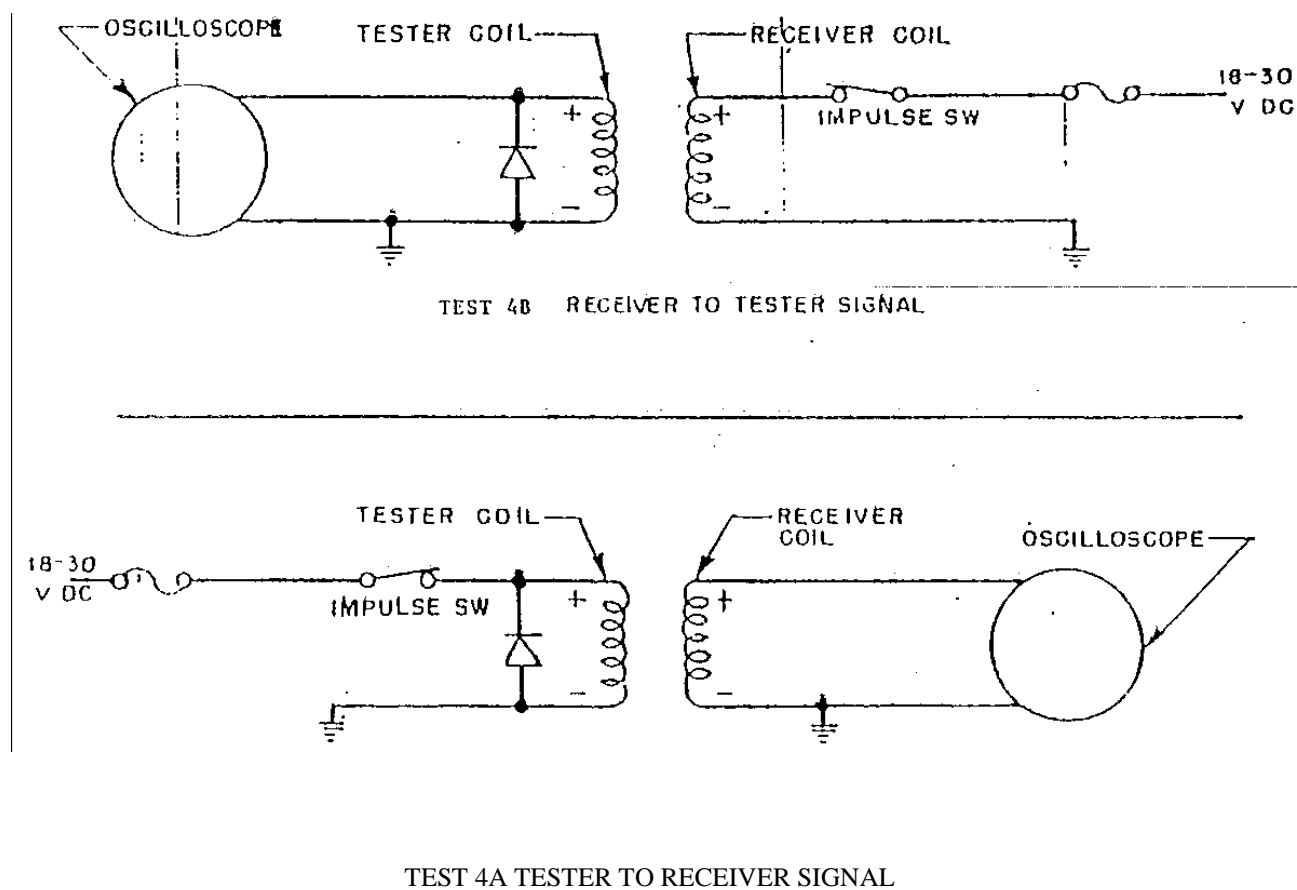 OSCILLOSCOPE
TESTER COIL
RECEIVER COIL
18-30
V DC
+
+
IMPULSE SW
-
-
TEST 4B RECEIVER TO TESTER SIGNAL
TESTER COIL
RECEIVER
COIL
OSCILLOSCOPE
18-30
V DC
IMPULSE SW
+
+
-
-
TEST 4A TESTER TO RECEIVER SIGNAL